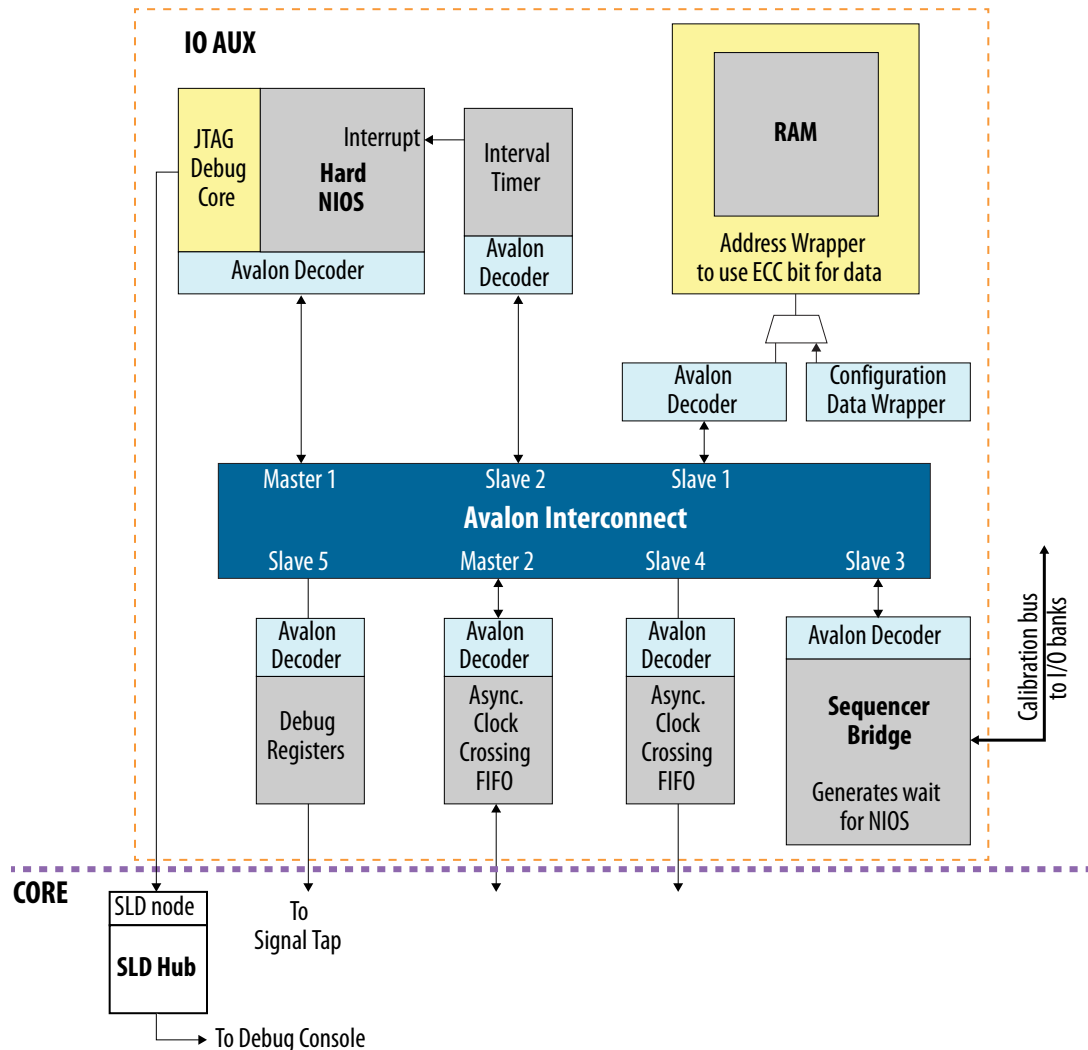 IO AUX
JTAG
Debug
Core
Hard
NIOS
Interrupt
Avalon Decoder
Interval
Timer
Avalon
Decoder
RAM
Address Wrapper
to use ECC bit for data
Avalon
Decoder
Configuration
Data Wrapper
Master 1
Slave 2
Slave 1
Avalon Interconnect
Slave 5
Master 2
Slave 4
Slave 3
Avalon
Decoder
Debug
Registers
Avalon
Decoder
Async.
Clock
Crossing
FIFO
Avalon
Decoder
Async.
Clock
Crossing
FIFO
Avalon Decoder
Sequencer
Bridge
Generates wait
for NIOS
Calibration bus
to I/O banks
CORE
SLD node
SLD Hub
To
Signal Tap
To Debug Console